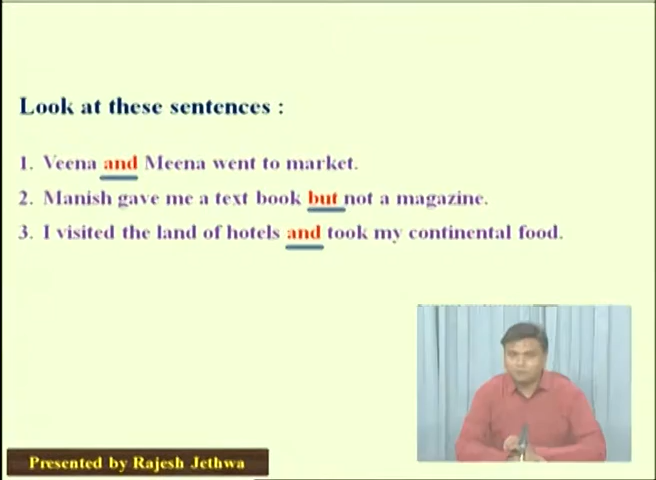 Look at these sentences :
1. Veena and Meena went to market.
2. Manish gave me a text book but not a magazine.
3. I visited the land of hotels and took my continental food.
Presented by Rajesh Jethwa